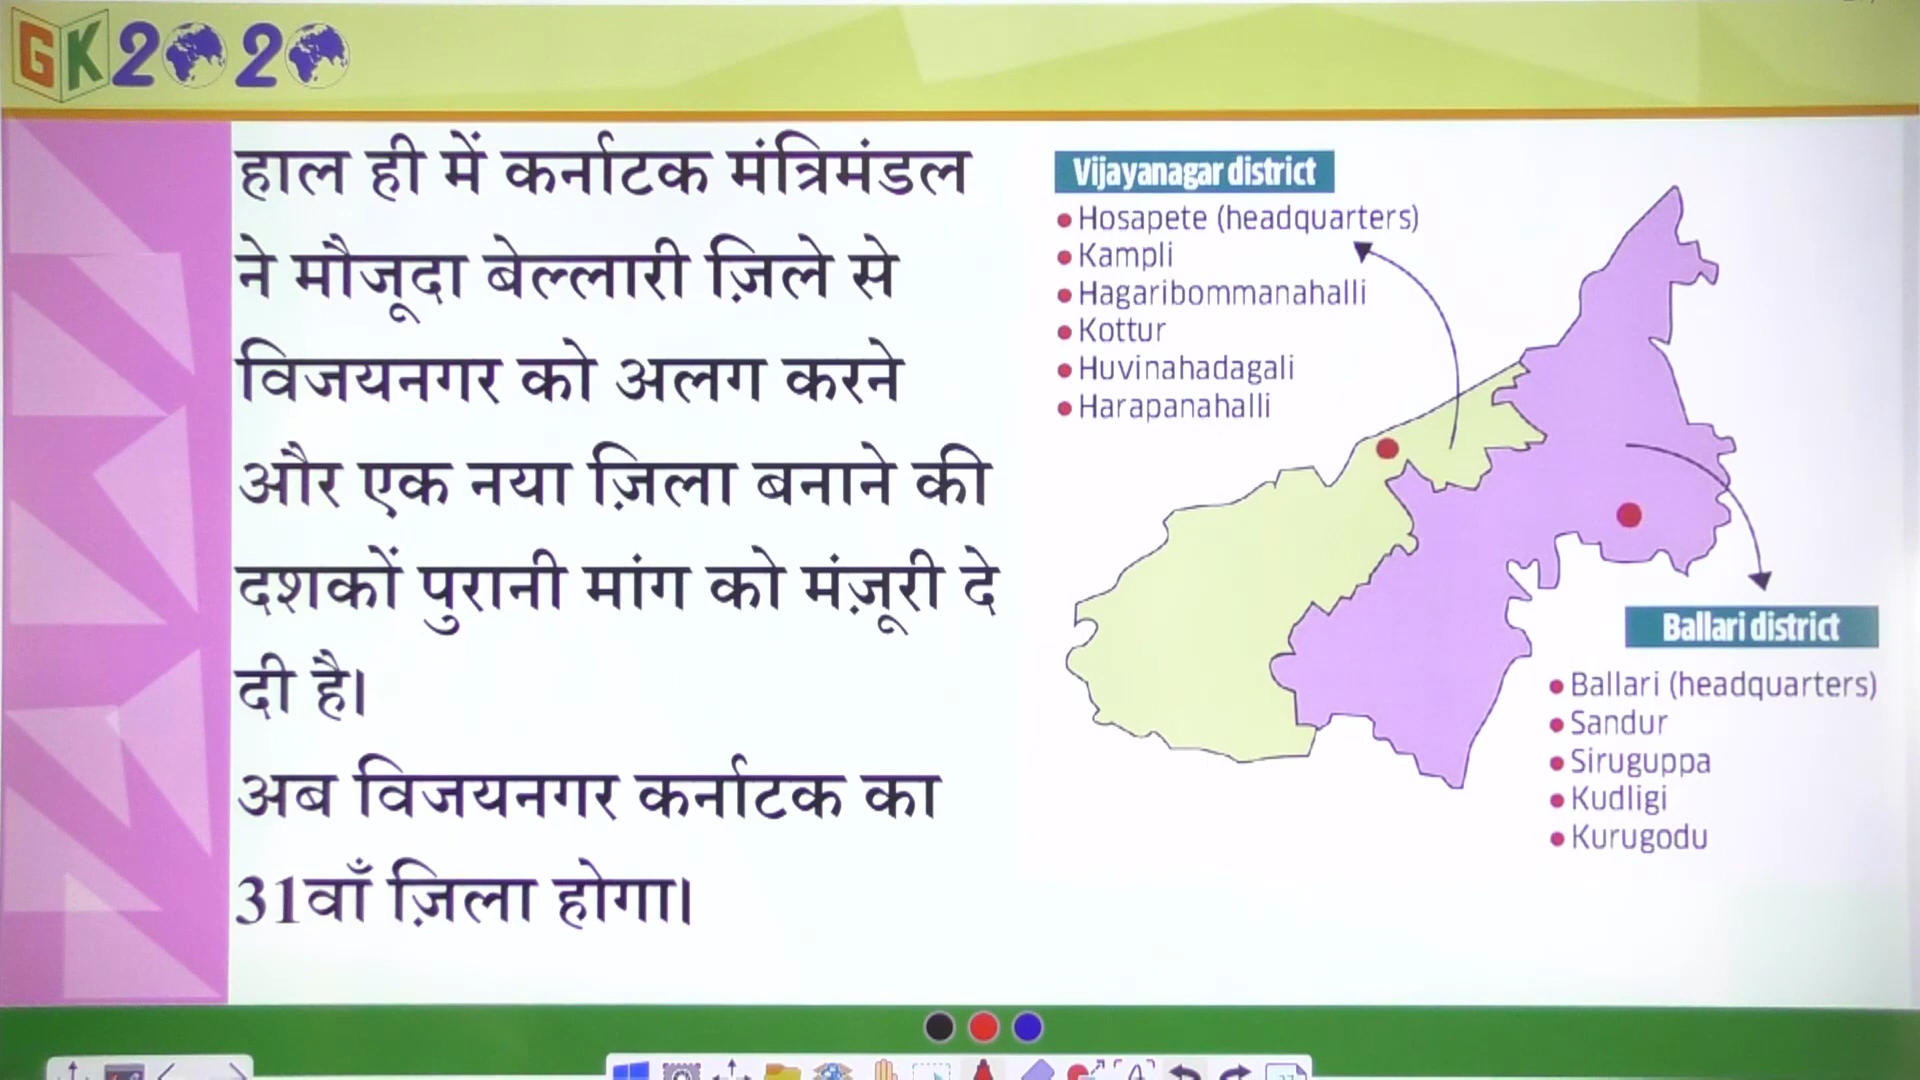 GK2020
हाल ही में कर्नाटक मंत्रिमंडल
ने मौजूदा बेल्लारी ज़िले से
विजयनगर को अलग करने
और एक नया ज़िला बनाने की
दशकों पुरानी मांग को मंज़ूरी दे
दी है।
अब विजयनगर कर्नाटक का
31वाँ ज़िला होगा।
Vijayanagar district
• Hosapete (headquarters)
• Kampli
• Hagaribommanahalli
• Kottur
• Huvinahadagali
• Harapanahalli
Ballari district
• Ballari (headquarters)
• Sandur
• Siruguppa
• Kudligi
• Kurugodu